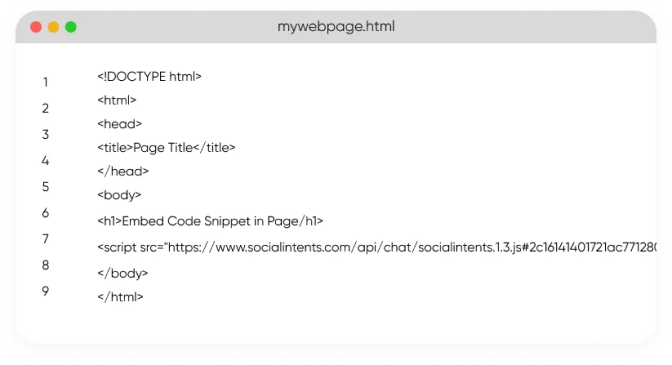 mywebpage.html
1 <!DOCTYPE html>
2 <html>
3 <head>
4 <title>Page Title</title>
5 </head>
6 <body>
7 <h1>Embed Code Snippet in Page/h1>
8 <script src="https://www.socialintents.com/api/chat/socialintents.1.3.js#2c16141401721ac771280
9 </body>
</html>